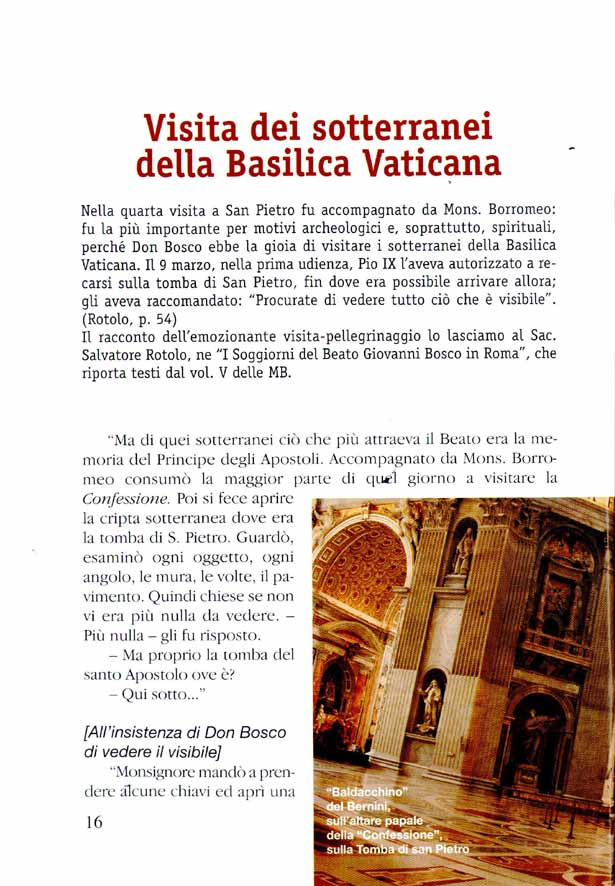 Visita dei sotterranei
della Basilica Vaticana
Nella quarta visita a San Pietro fu accompagnato da Mons. Borromeo:
fu la più importante per motivi archeologici e, soprattutto, spirituali,
perché Don Bosco ebbe la gioia di visitare i sotterranei della Basilica
Vaticana. Il 9 marzo, nella prima udienza, Pio IX l'aveva autorizzato a re-
carsi sulla tomba di San Pietro, fin dove era possibile arrivare allora;
gli aveva raccomandato: "Procurate di vedere tutto ciò che è visibile".
(Rotolo, p. 54)
Il racconto dell'emozionante visita-pellegrinaggio lo lasciamo al Sac.
Salvatore Rotolo, ne "I Soggiorni del Beato Giovanni Bosco in Roma", che
riporta testi dal vol. V delle MB.
"Ma di quei sotterranei ciò che più attraeva il Beato era la me-
moria del Principe degli Apostoli. Accompagnato da Mons. Borro-
meo consumò la maggior parte di quel giorno a visitare la
Confessione. Poi si fece aprire
la cripta sotterranea dove era
la tomba di S. Pietro. Guardò,
esaminò ogni oggetto, ogni
angolo, le mura, le volte, il pa-
vimento. Quindi chiese se non
vi era più nulla da vedere. –
Più nulla – gli fu risposto.
– Ma proprio la tomba del
santo Apostolo ove è?
– Qui sotto..."
[All'insistenza di Don Bosco
di vedere il visibile]
"Monsignore mandò a pren-
dere alcune chiavi ed aprì una
16
"Baldacchino"
del Bernini,
sull'altare papale
della "Confessione",
sulla Tomba di san Pietro